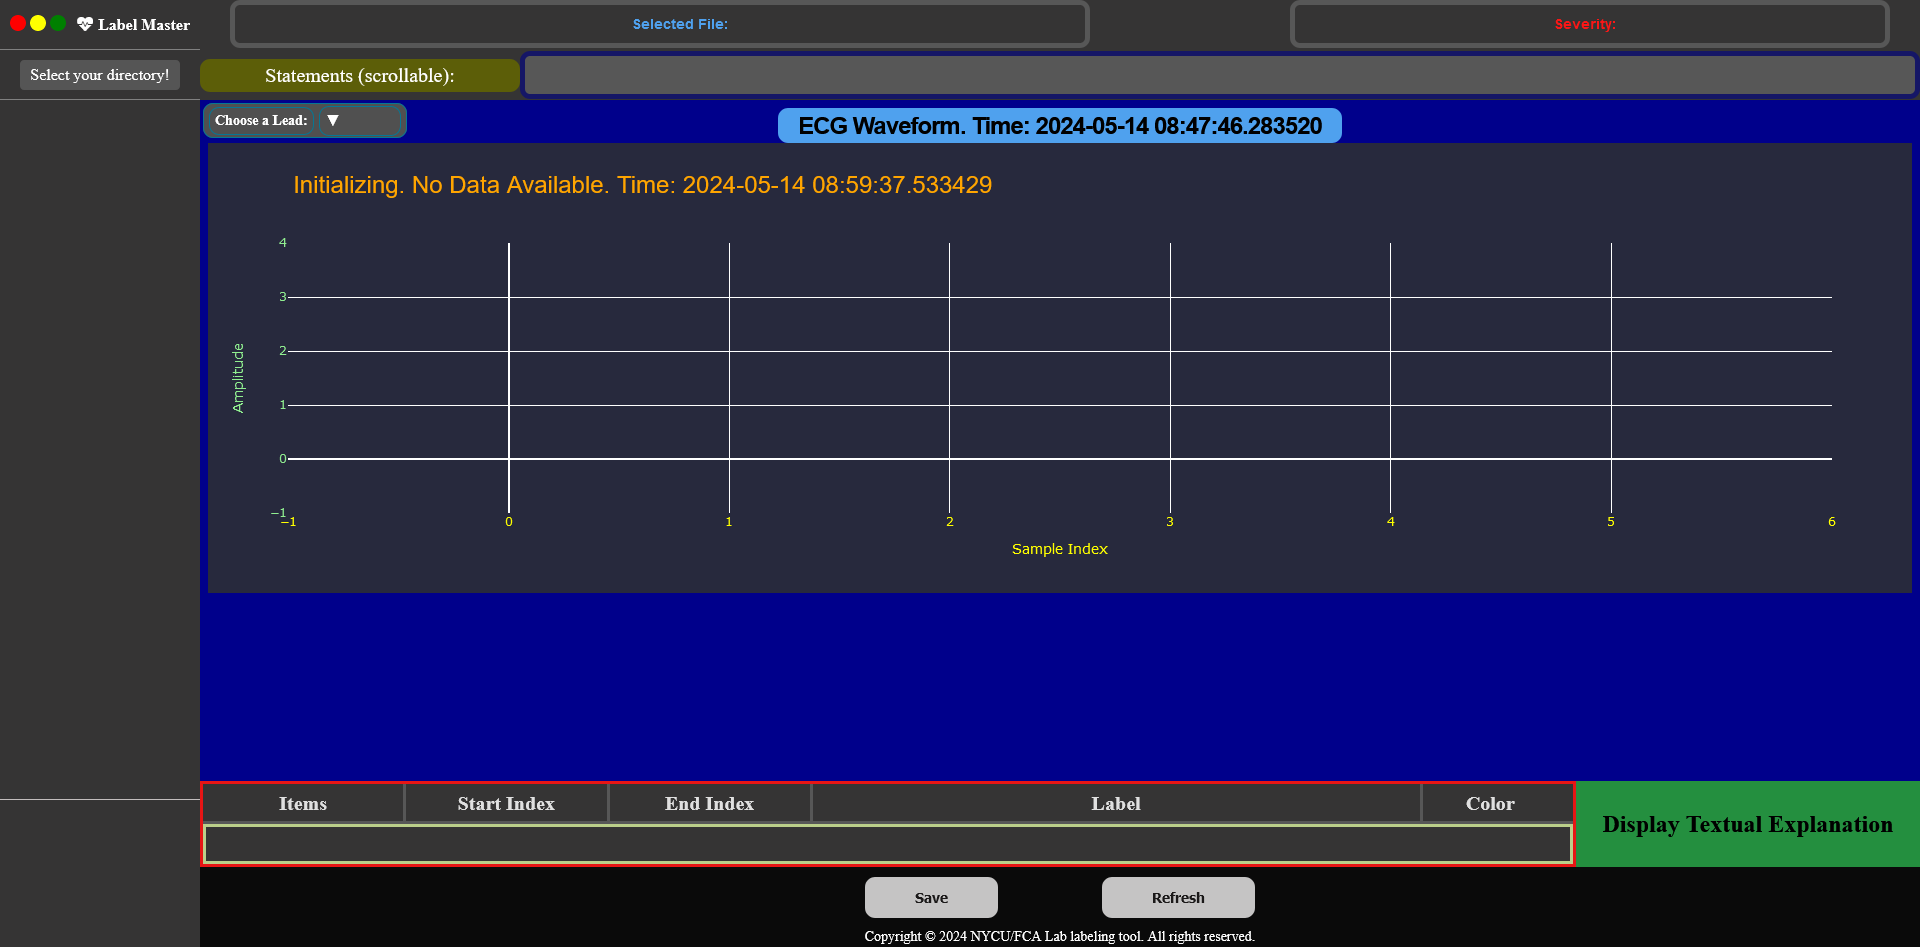 Label Master
Selected File:
Severity:
Select your directory!
Statements (scrollable):
Choose a Lead:
▼
ECG Waveform. Time: 2024-05-14 08:47:46.283520
Initializing. No Data Available. Time: 2024-05-14 08:59:37.533429
4
3
2
1
0
−1
Amplitude
−1 0 1 2 3 4 5 6
Sample Index
Items Start Index End Index Label Color
Display Textual Explanation
Save Refresh
Copyright © 2024 NYCU/FCA Lab labeling tool. All rights reserved.